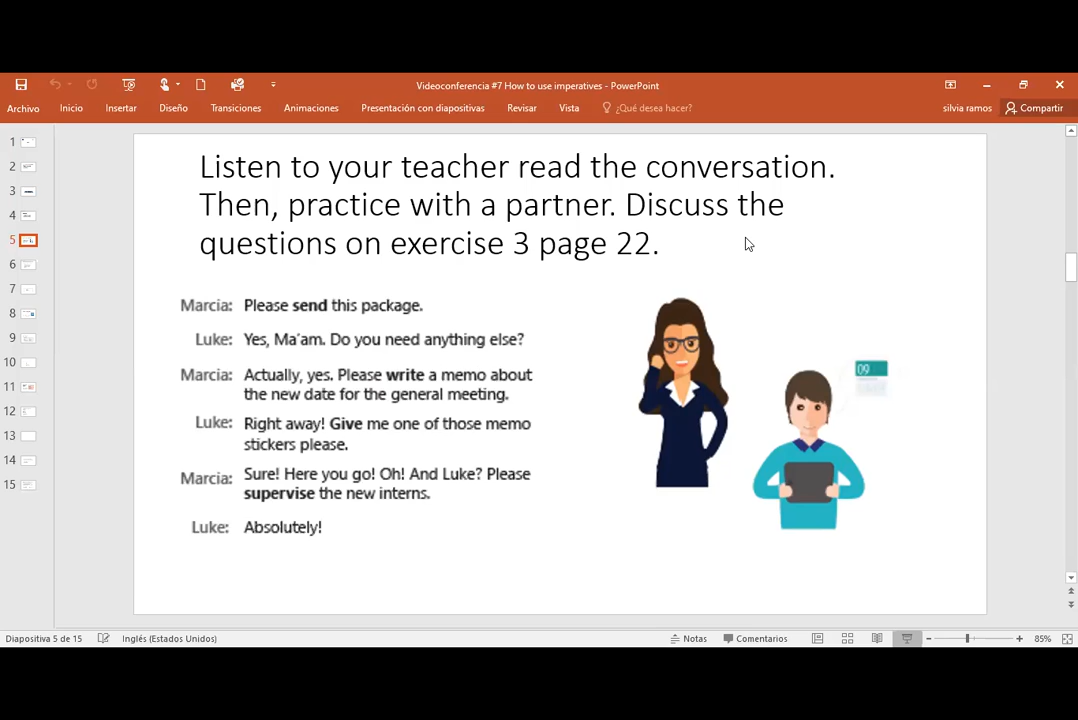 Videoconferencia #7 How to use imperatives - PowerPoint
Archivo Inicio Insertar Diseño Transiciones Animaciones Presentación con diapositivas Revisar Vista ¿Qué desea hacer? silvia ramos Compartir
1
2
3
4
5
6
7
8
9
10
11
12
13
14
15
Listen to your teacher read the conversation.
Then, practice with a partner. Discuss the
questions on exercise 3 page 22.
Marcia: Please send this package.
Luke: Yes, Ma´am. Do you need anything else?
Marcia: Actually, yes. Please write a memo about
the new date for the general meeting.
Luke: Right away! Give me one of those memo
stickers please.
Marcia: Sure! Here you go! Oh! And Luke? Please
supervise the new interns.
Luke: Absolutely!
09
Diapositiva 5 de 15 Inglés (Estados Unidos) Notas Comentarios 85%